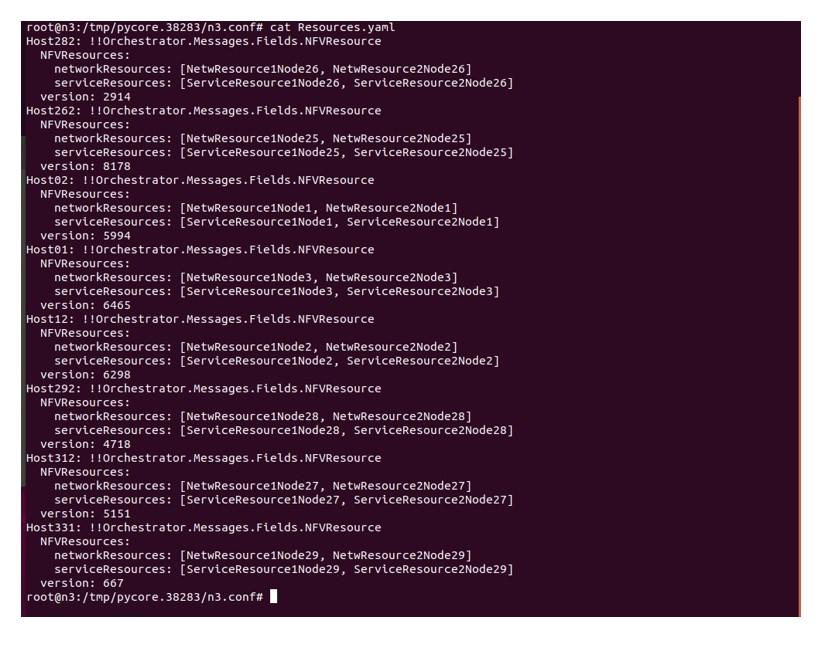 root@n3:/tmp/pycore.38283/n3.conf# cat Resources.yaml
Host282: !!Orchestrator.Messages.Fields.NFVResource
  NFVResources:
    networkResources: [NetwResource1Node26, NetwResource2Node26]
    serviceResources: [ServiceResource1Node26, ServiceResource2Node26]
  version: 2914
Host262: !!Orchestrator.Messages.Fields.NFVResource
  NFVResources:
    networkResources: [NetwResource1Node25, NetwResource2Node25]
    serviceResources: [ServiceResource1Node25, ServiceResource2Node25]
  version: 8178
Host02: !!Orchestrator.Messages.Fields.NFVResource
  NFVResources:
    networkResources: [NetwResource1Node1, NetwResource2Node1]
    serviceResources: [ServiceResource1Node1, ServiceResource2Node1]
  version: 5994
Host01: !!Orchestrator.Messages.Fields.NFVResource
  NFVResources:
    networkResources: [NetwResource1Node3, NetwResource2Node3]
    serviceResources: [ServiceResource1Node3, ServiceResource2Node3]
  version: 6465
Host12: !!Orchestrator.Messages.Fields.NFVResource
  NFVResources:
    networkResources: [NetwResource1Node2, NetwResource2Node2]
    serviceResources: [ServiceResource1Node2, ServiceResource2Node2]
  version: 6298
Host292: !!Orchestrator.Messages.Fields.NFVResource
  NFVResources:
    networkResources: [NetwResource1Node28, NetwResource2Node28]
    serviceResources: [ServiceResource1Node28, ServiceResource2Node28]
  version: 4718
Host312: !!Orchestrator.Messages.Fields.NFVResource
  NFVResources:
    networkResources: [NetwResource1Node27, NetwResource2Node27]
    serviceResources: [ServiceResource1Node27, ServiceResource2Node27]
  version: 5151
Host331: !!Orchestrator.Messages.Fields.NFVResource
  NFVResources:
    networkResources: [NetwResource1Node29, NetwResource2Node29]
    serviceResources: [ServiceResource1Node29, ServiceResource2Node29]
  version: 667
root@n3:/tmp/pycore.38283/n3.conf#